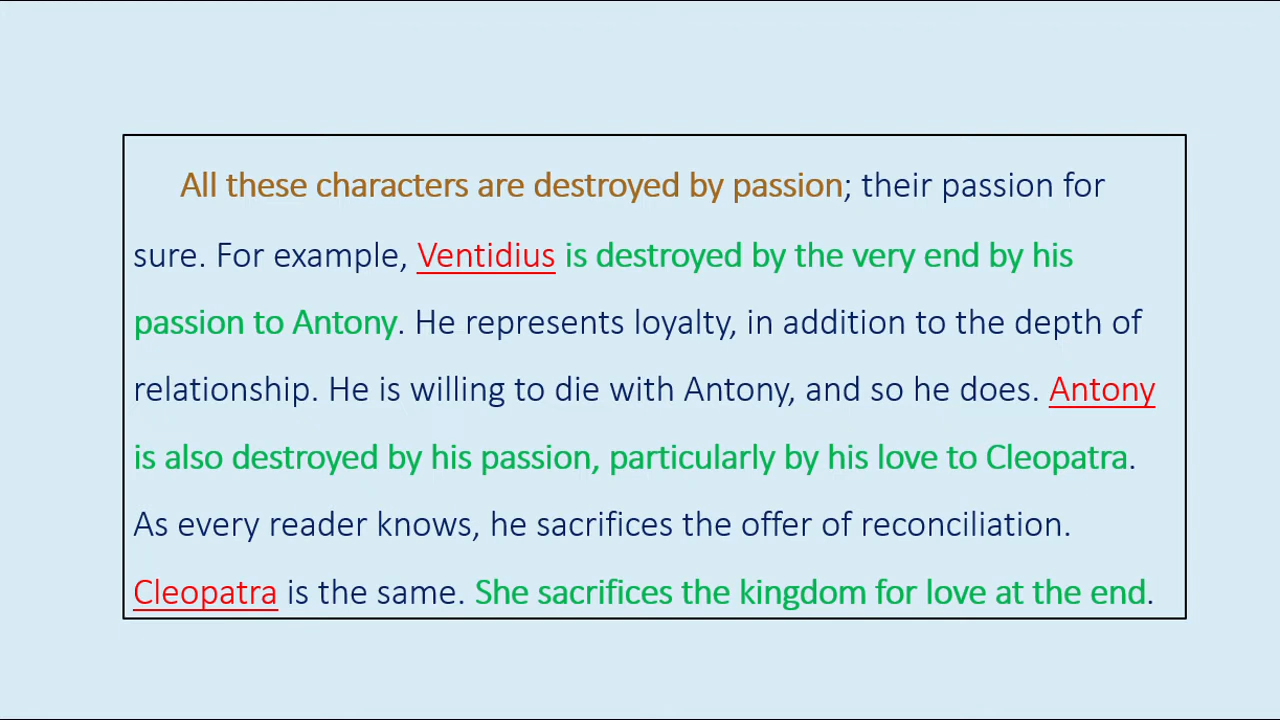 All these characters are destroyed by passion; their passion for
sure. For example, Ventidius is destroyed by the very end by his
passion to Antony. He represents loyalty, in addition to the depth of
relationship. He is willing to die with Antony, and so he does. Antony
is also destroyed by his passion, particularly by his love to Cleopatra.
As every reader knows, he sacrifices the offer of reconciliation.
Cleopatra is the same. She sacrifices the kingdom for love at the end.